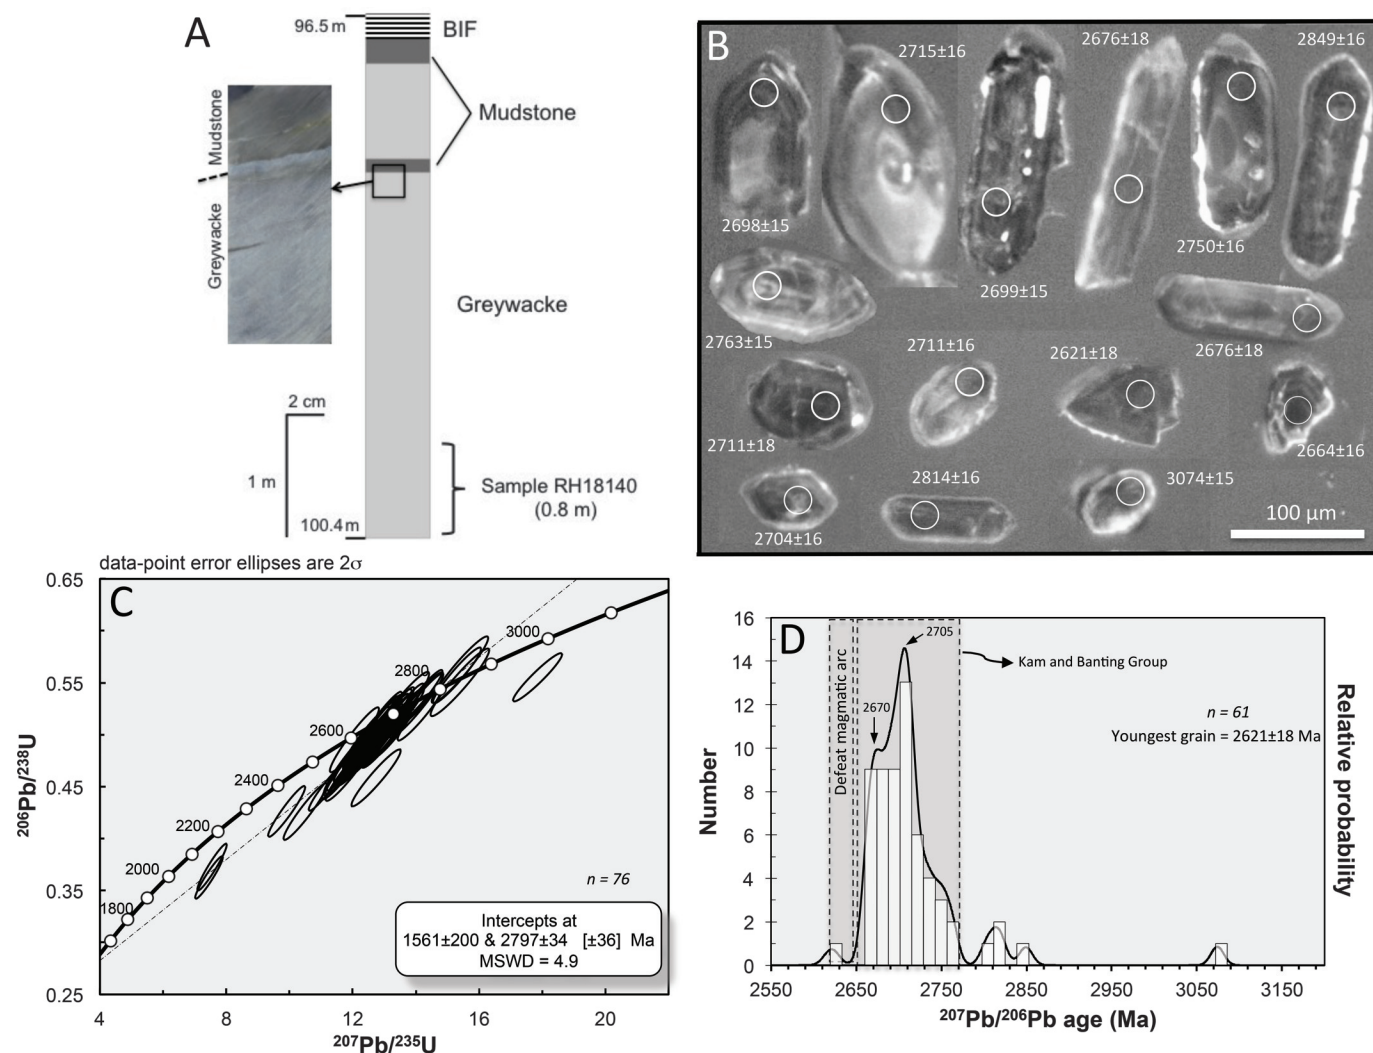 A
96.5 m
BIF
Mudstone
Mudstone
Greywacke
Greywacke
2 cm
1 m
Sample RH18140
(0.8 m)
100.4 m
B
2715±16
2676±18
2849±16
2698±15
2750±16
2699±15
2763±15
2711±16
2621±18
2676±18
2711±18
2664±16
2814±16
3074±15
2704±16
100 µm
data-point error ellipses are 2σ
C
0.65
0.55
0.45
0.35
0.25
206Pb/238U
3000
2800
2600
2400
2200
2000
1800
n = 76
Intercepts at
1561±200 & 2797±34 [±36] Ma
MSWD = 4.9
4 8 12 16 20
207Pb/235U
D
16
14
12
10
8
6
4
2
0
Number
Defeat magmatic arc
2705
2670
Kam and Banting Group
n = 61
Youngest grain = 2621±18 Ma
Relative probability
2550 2650 2750 2850 2950 3050 3150
207Pb/206Pb age (Ma)